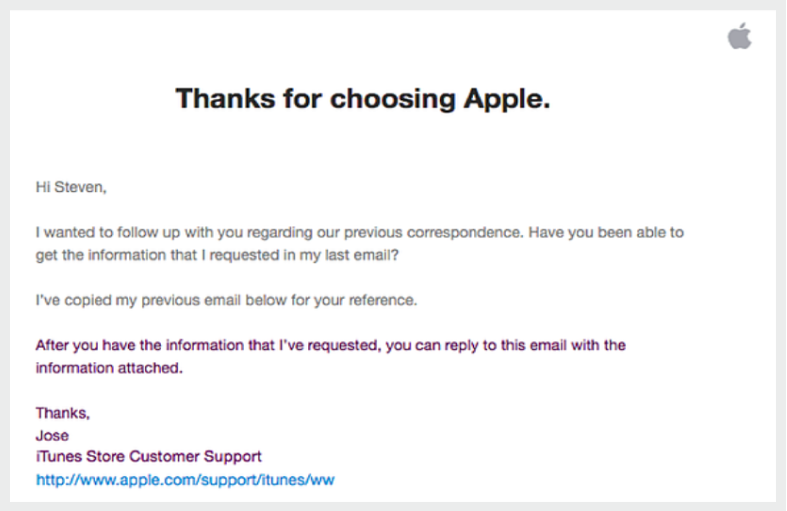 Thanks for choosing Apple.
Hi Steven,
I wanted to follow up with you regarding our previous correspondence. Have you been able to
get the information that I requested in my last email?
I've copied my previous email below for your reference.
After you have the information that I've requested, you can reply to this email with the
information attached.
Thanks,
Jose
iTunes Store Customer Support
http://www.apple.com/support/itunes/ww